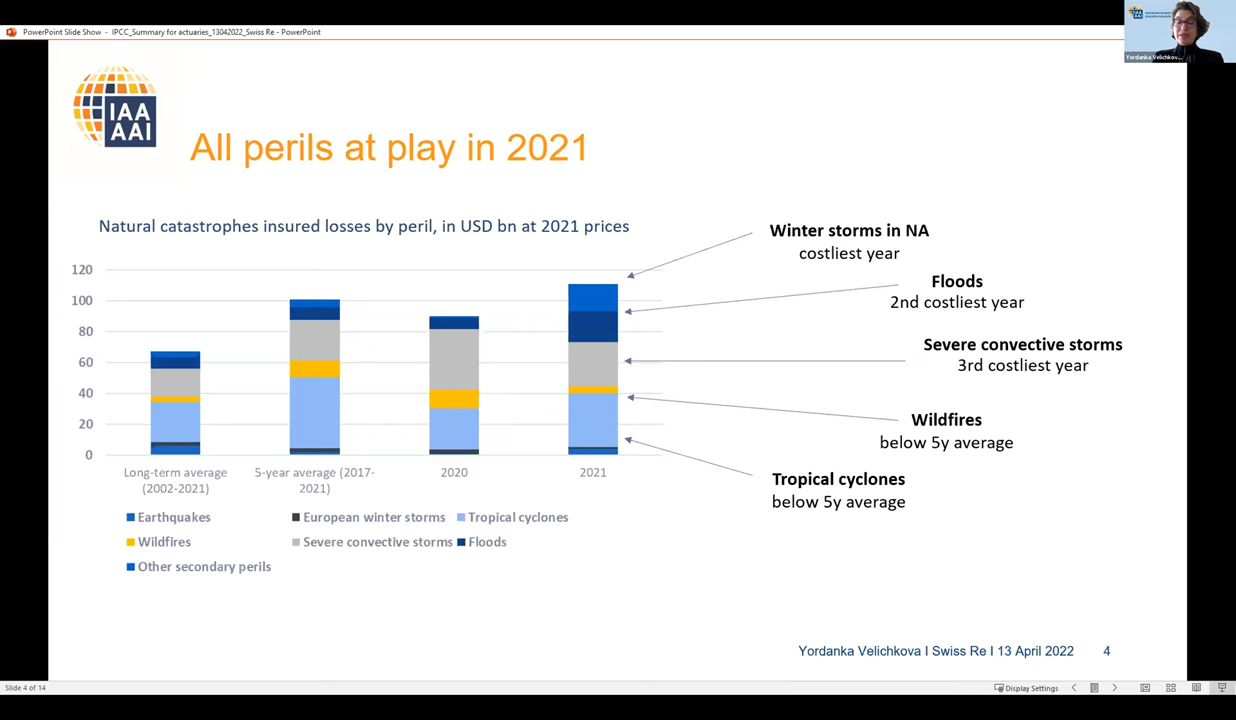 PowerPoint Slide Show - IPCC_Summary for actuaries_13042022_Swiss Re - PowerPoint
IAA
AAI
Yordanka Velichkov...
IAA
AAI
All perils at play in 2021
Natural catastrophes insured losses by peril, in USD bn at 2021 prices
120
100
80
60
40
20
0
Long-term average
(2002-2021)
5-year average (2017-
2021)
2020
2021
Earthquakes
European winter storms
Tropical cyclones
Wildfires
Severe convective storms
Floods
Other secondary perils
Winter storms in NA
costliest year
Floods
2nd costliest year
Severe convective storms
3rd costliest year
Wildfires
below 5y average
Tropical cyclones
below 5y average
Yordanka Velichkova I Swiss Re I 13 April 2022 4
Slide 4 of 14
Display Settings